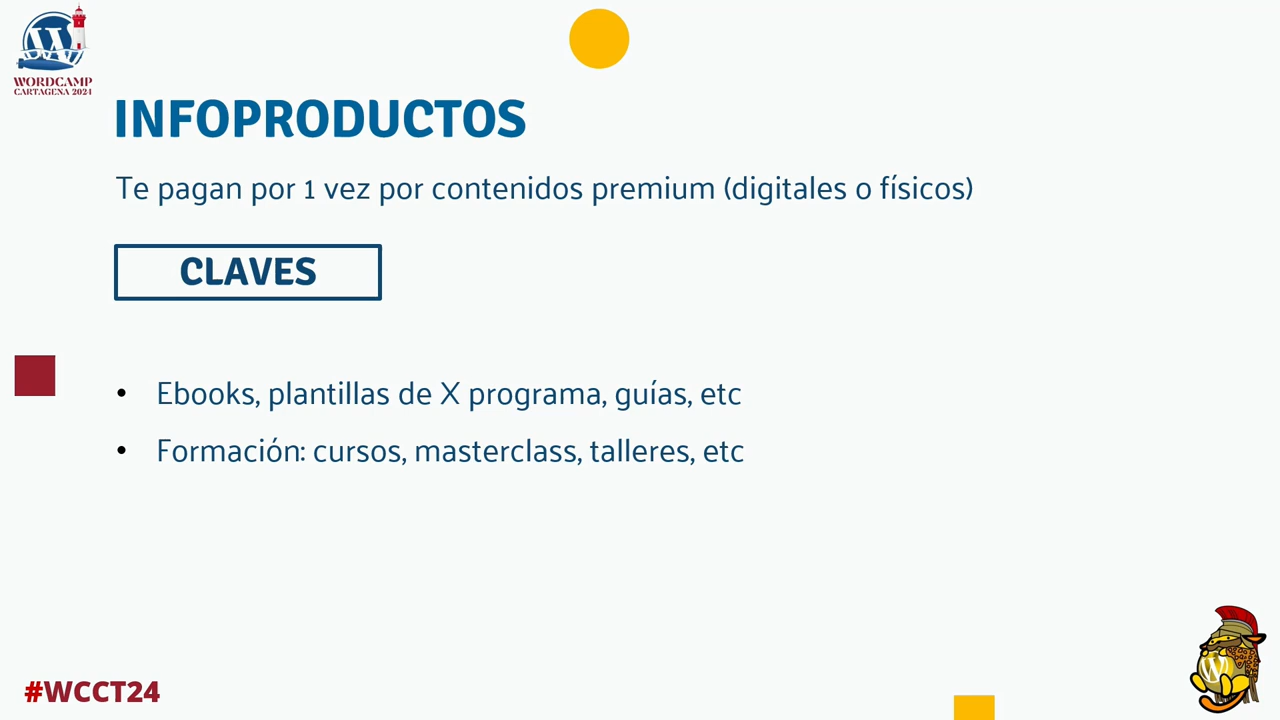 WORDCAMP
CARTAGENA 2024
INFOPRODUCTOS
Te pagan por 1 vez por contenidos premium (digitales o físicos)
CLAVES
• Ebooks, plantillas de X programa, guías, etc
• Formación: cursos, masterclass, talleres, etc
#WCCT24